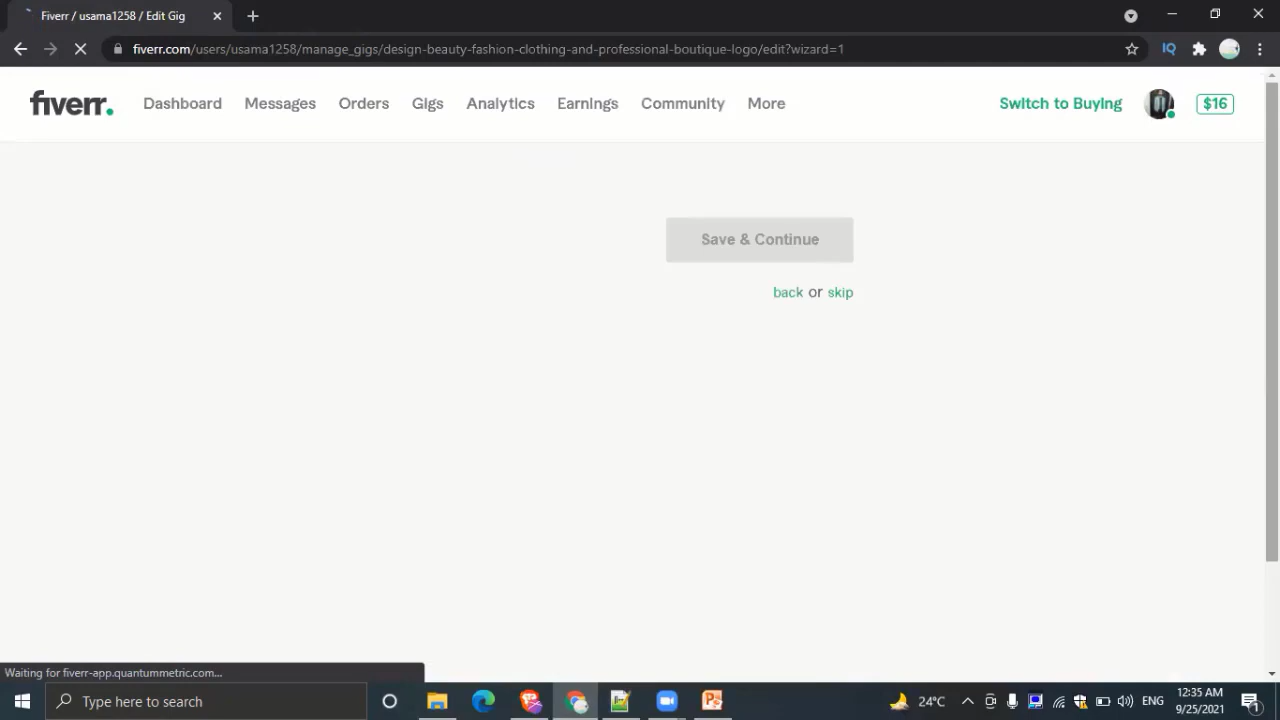 Fiverr / usama1258 / Edit Gig
fiverr.com/users/usama1258/manage_gigs/design-beauty-fashion-clothing-and-professional-boutique-logo/edit?wizard=1
IQ
fiverr.
Dashboard Messages Orders Gigs Analytics Earnings Community More Switch to Buying $16
Save & Continue
back or skip
Waiting for fiverr-app.quantummetric.com...
Type here to search
24°C
ENG
12:35 AM
9/25/2021
1